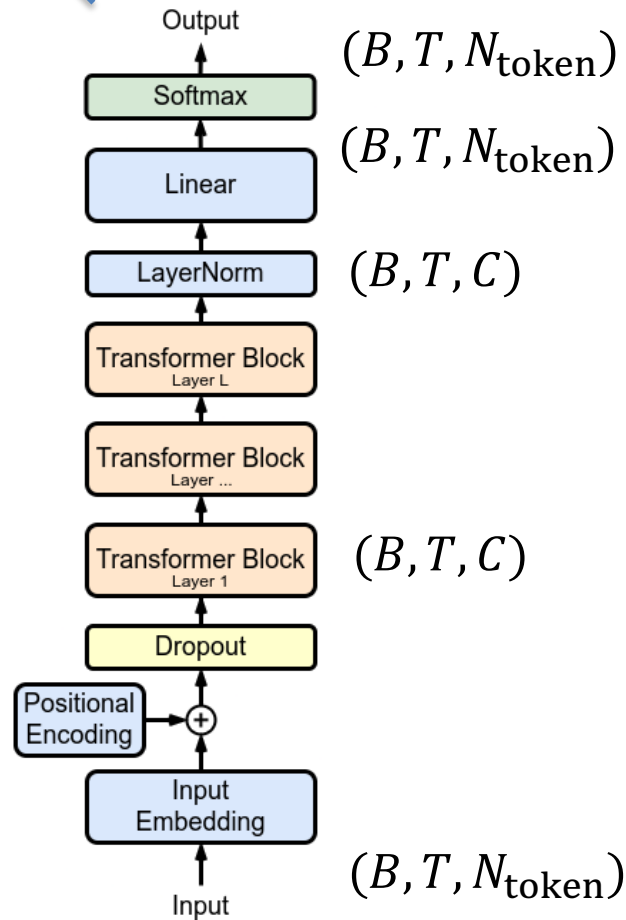 Output
(B, T, N_token)
Softmax
(B, T, N_token)
Linear
LayerNorm
(B, T, C)
Transformer Block
Layer L
Transformer Block
Layer ...
Transformer Block
Layer 1
(B, T, C)
Dropout
Positional
Encoding
+
Input
Embedding
(B, T, N_token)
Input